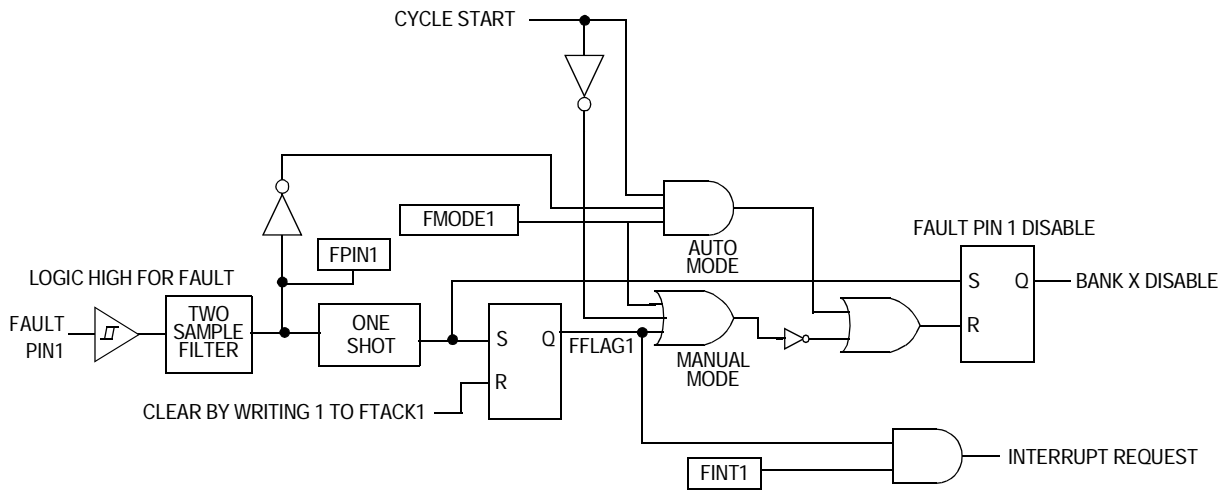 CYCLE START
FMODE1
AUTO
MODE
FAULT PIN 1 DISABLE
FPIN1
LOGIC HIGH FOR FAULT
S
Q
BANK X DISABLE
R
FAULT
PIN1
TWO
SAMPLE
FILTER
ONE
SHOT
S
Q
FFLAG1
MANUAL
MODE
R
CLEAR BY WRITING 1 TO FTACK1
FINT1
INTERRUPT REQUEST